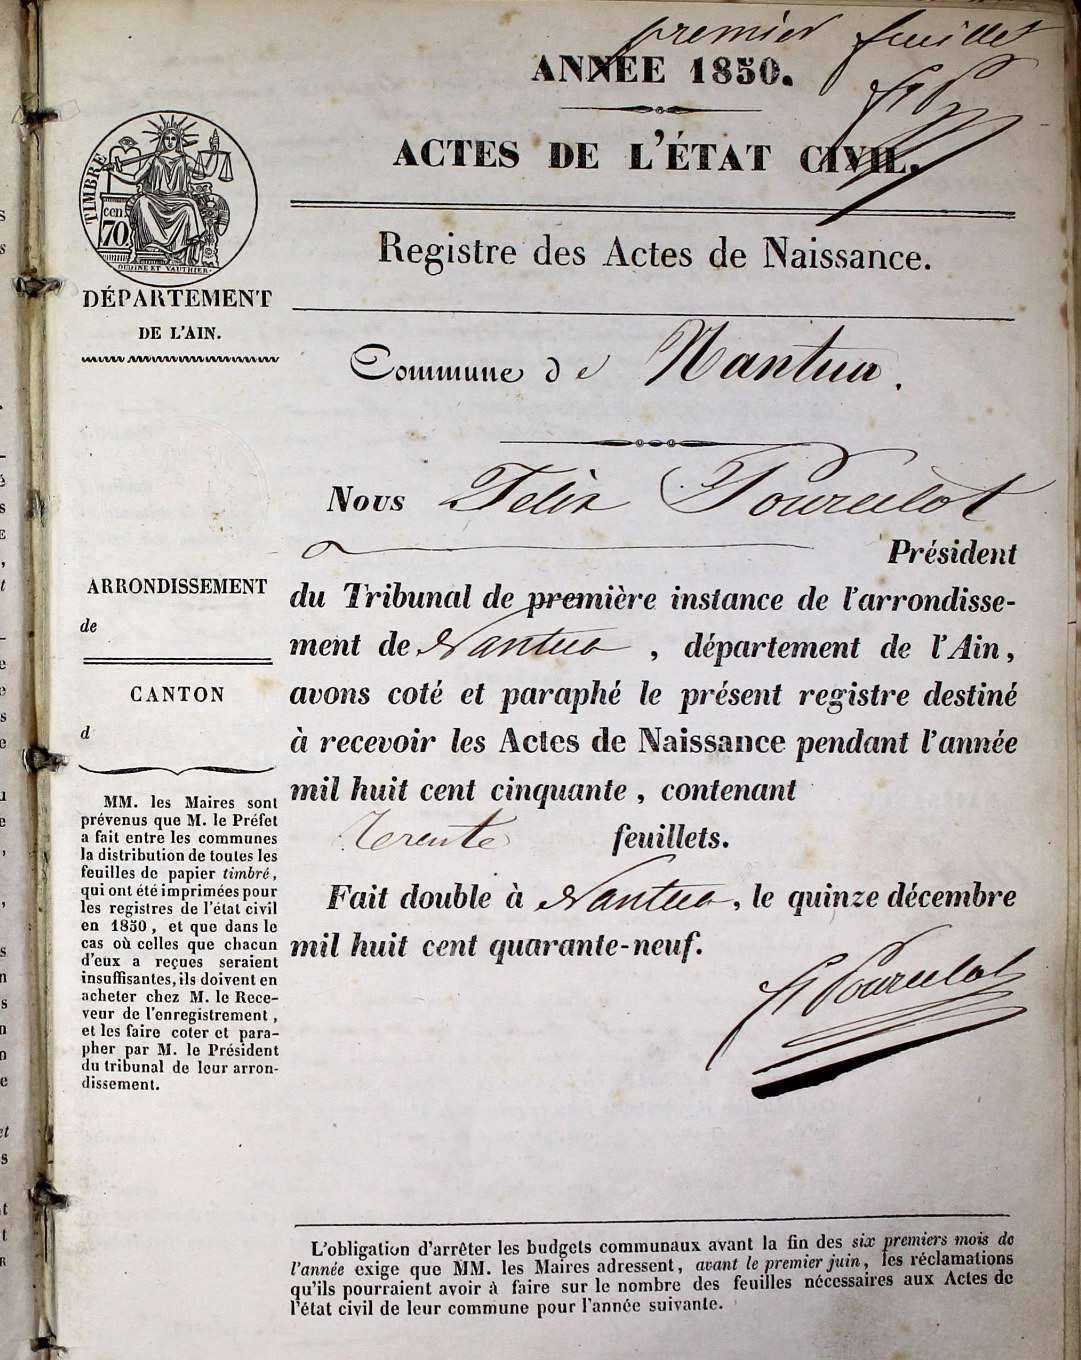 premier feuillet
ANNÉE 1850.
ACTES DE L'ÉTAT CIVIL.
TIMBRE
cen
70
OUDINÉ ET VAUTHIER
Registre des Actes de Naissance.
DÉPARTEMENT
DE L'AIN.
Commune de Nantua.
Nous Félix Pourcelot
Président
du Tribunal de première instance de l'arrondisse-
ment de Nantua, département de l'Ain,
avons coté et paraphé le présent registre destiné
à recevoir les Actes de Naissance pendant l'année
mil huit cent cinquante, contenant
Trente feuillets.
Fait double à Nantua, le quinze décembre
mil huit cent quarante-neuf.
F Pourcelot
ARRONDISSEMENT
de
CANTON
d
MM. les Maires sont
prévenus que M. le Préfet
a fait entre les communes
la distribution de toutes les
feuilles de papier timbré,
qui ont été imprimées pour
les registres de l'état civil
en 1850, et que dans le
cas où celles que chacun
d'eux a reçues seraient
insuffisantes, ils doivent en
acheter chez M. le Rece-
veur de l'enregistrement,
et les faire coter et para-
pher par M. le Président
du tribunal de leur arron-
dissement.
L'obligation d'arrêter les budgets communaux avant la fin des six premiers mois de
l'année exige que MM. les Maires adressent, avant le premier juin, les réclamations
qu'ils pourraient avoir à faire sur le nombre des feuilles nécessaires aux Actes de
l'état civil de leur commune pour l'année suivante.